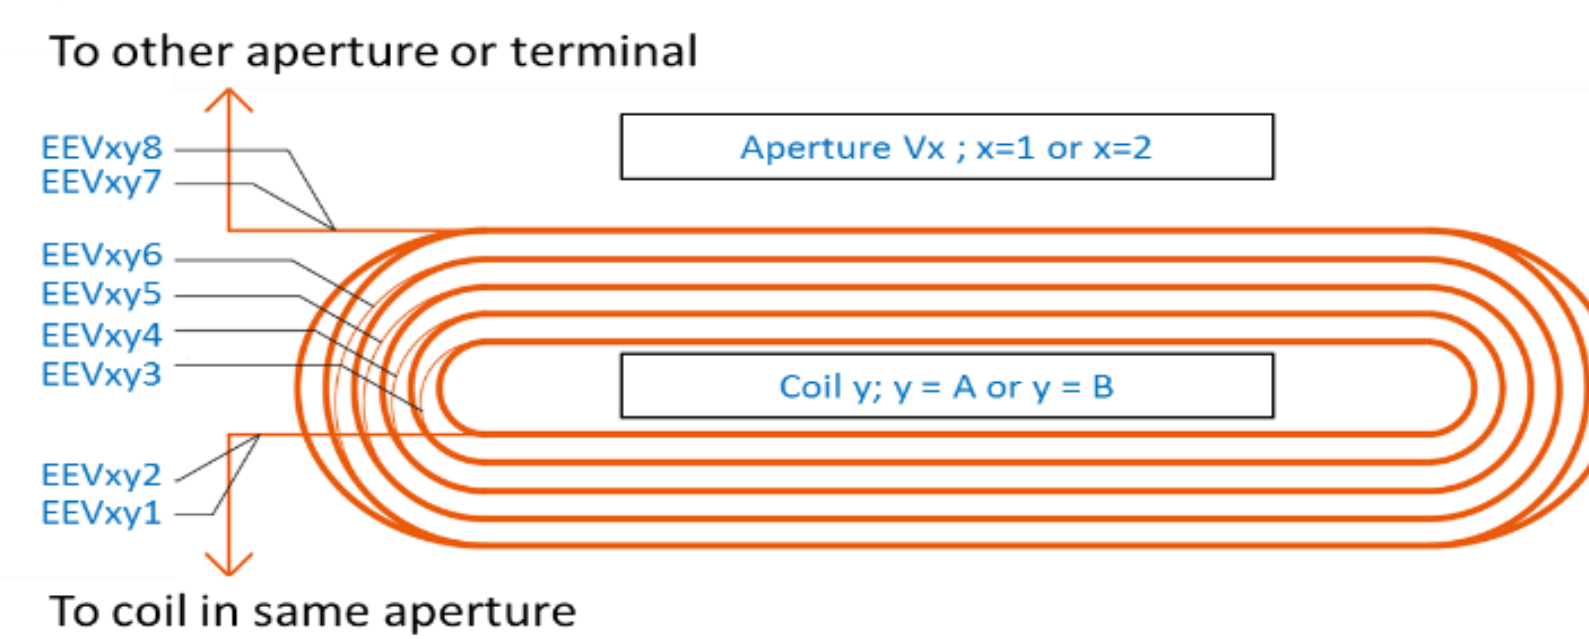 To other aperture or terminal
EEVxy8
Aperture Vx ; x=1 or x=2
EEVxy7
EEVxy6
EEVxy5
EEVxy4
EEVxy3
Coil y; y = A or y = B
EEVxy2
EEVxy1
To coil in same aperture